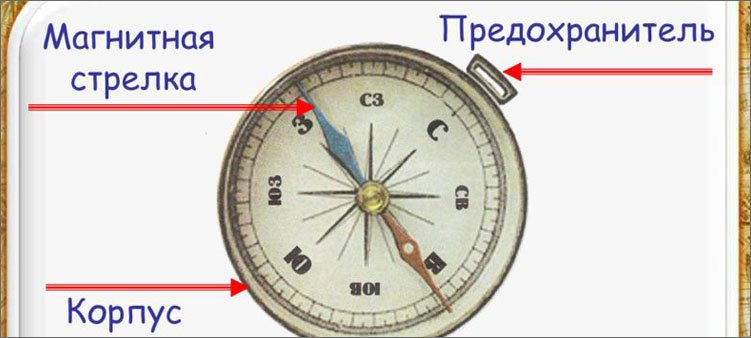 Магнитная
стрелка
Предохранитель
СЗ
З
С
ЮЗ
СВ
Ю
В
ЮВ
Корпус